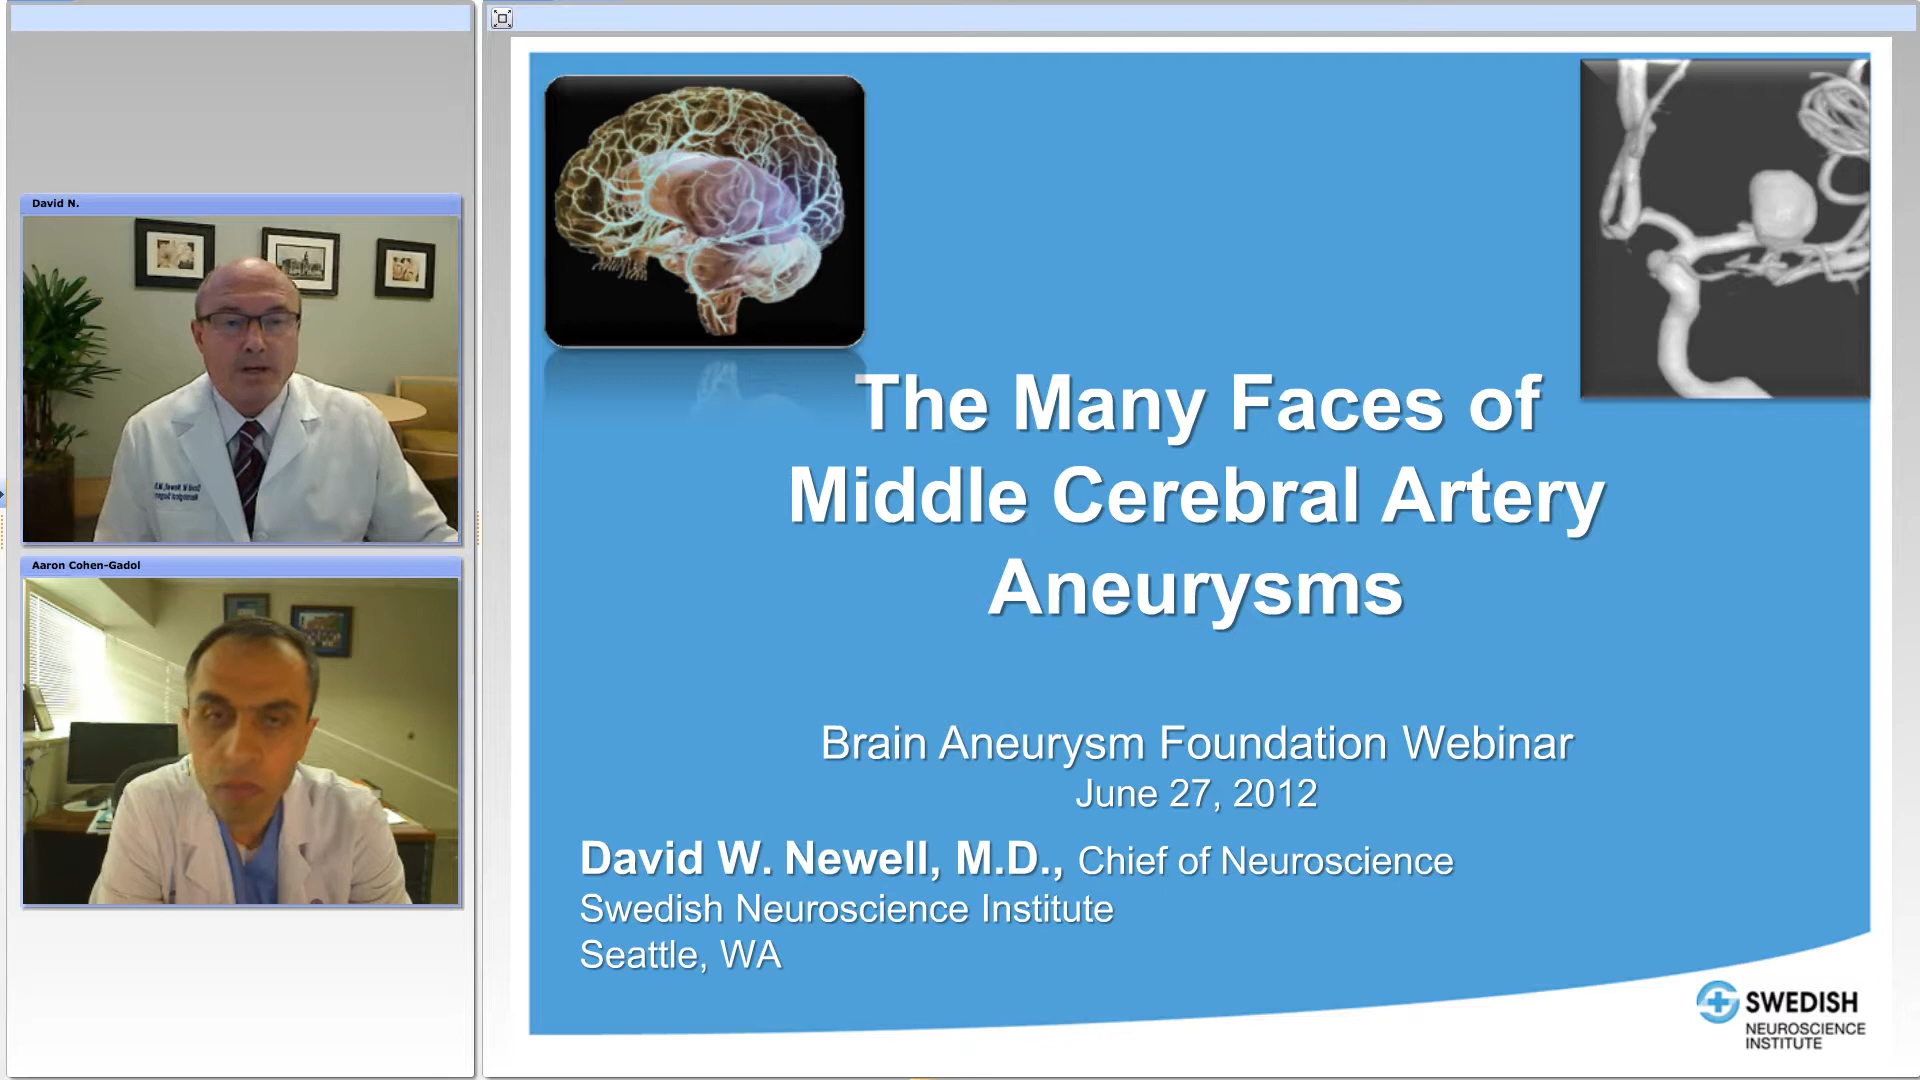 David N.
Aaron Cohen-Gadol
The Many Faces of
Middle Cerebral Artery
Aneurysms
Brain Aneurysm Foundation Webinar
June 27, 2012
David W. Newell, M.D., Chief of Neuroscience
Swedish Neuroscience Institute
Seattle, WA
SWEDISH
NEUROSCIENCE
INSTITUTE